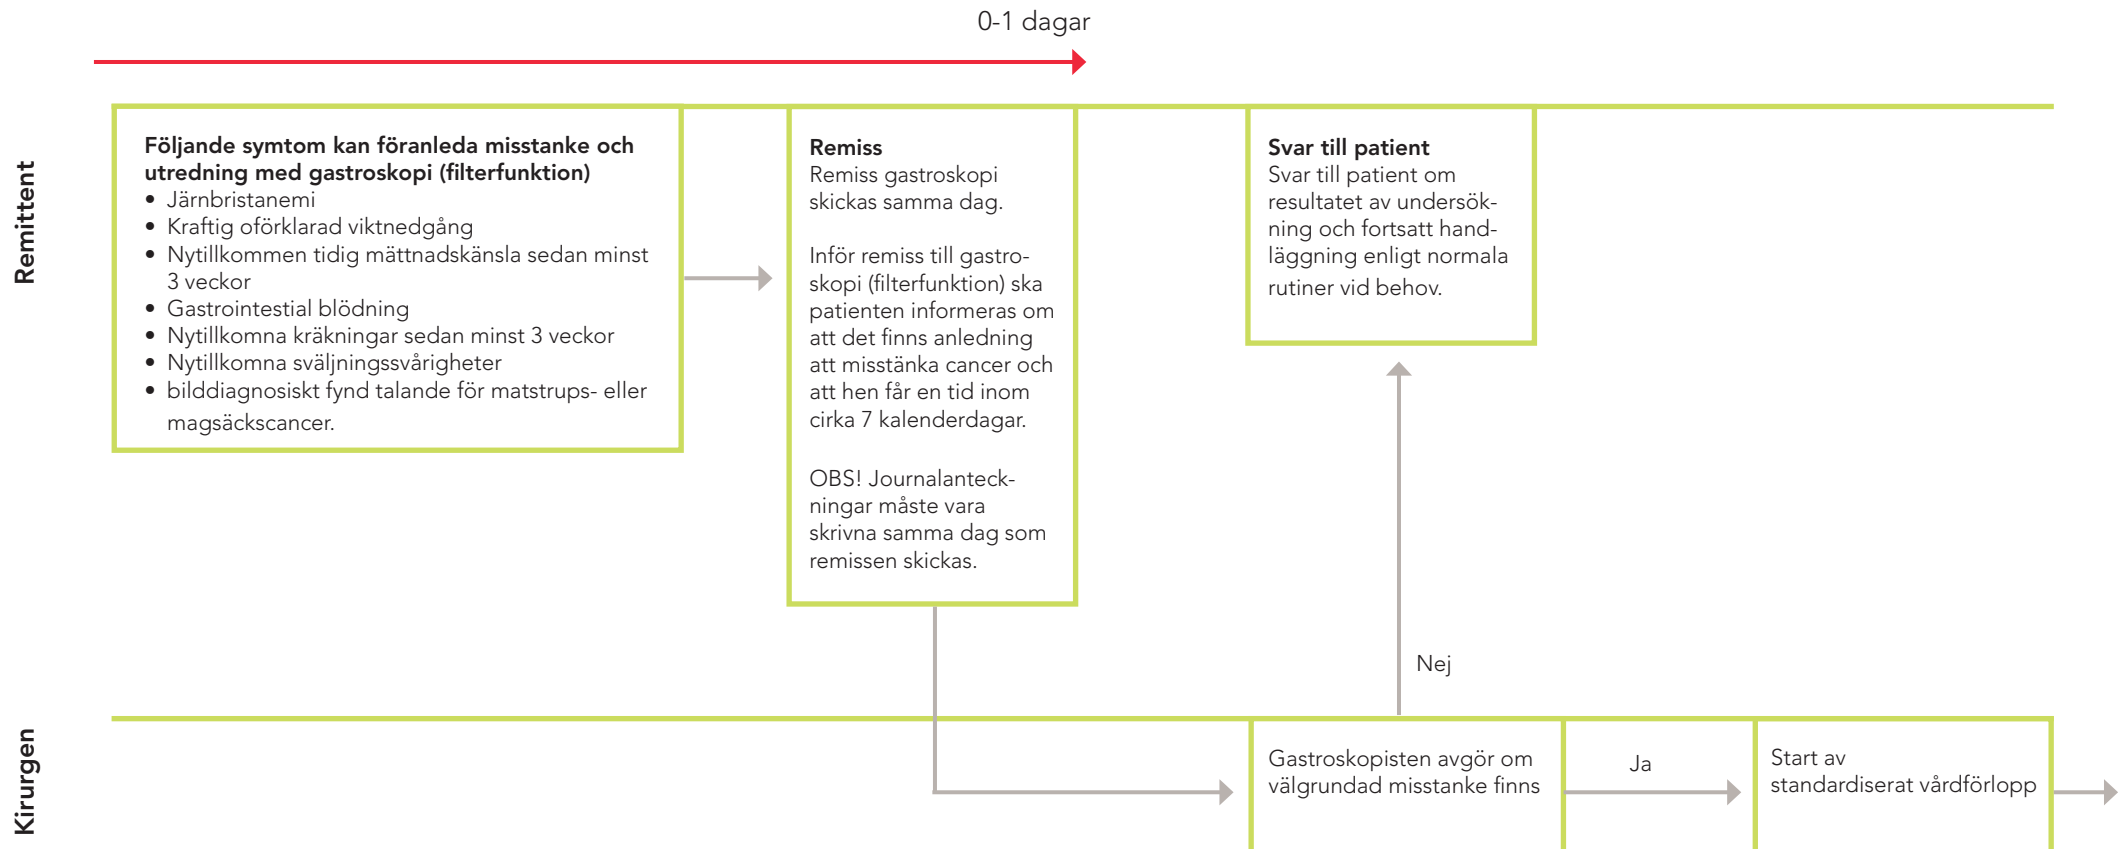 0-1 dagar
Remittent
Följande symtom kan föranleda misstanke och
utredning med gastroskopi (filterfunktion)
• Järnbristanemi
• Kraftig oförklarad viktnedgång
• Nytillkommen tidig mättnadskänsla sedan minst
3 veckor
• Gastrointestial blödning
• Nytillkomna kräkningar sedan minst 3 veckor
• Nytillkomna sväljningssvårigheter
• bilddiagnosiskt fynd talande för matstrups- eller
magsäckscancer.
Remiss
Remiss gastroskopi
skickas samma dag.
Inför remiss till gastro-
skopi (filterfunktion) ska
patienten informeras om
att det finns anledning
att misstänka cancer och
att hen får en tid inom
cirka 7 kalenderdagar.
OBS! Journalanteck-
ningar måste vara
skrivna samma dag som
remissen skickas.
Svar till patient
Svar till patient om
resultatet av undersök-
ning och fortsatt hand-
läggning enligt normala
rutiner vid behov.
Nej
Kirurgen
Gastroskopisten avgör om
välgrundad misstanke finns
Ja
Start av
standardiserat vårdförlopp